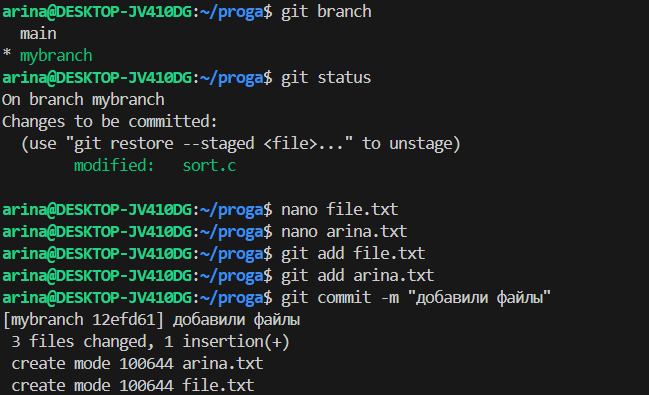 arina@DESKTOP-JV410DG:~/proga$ git branch
  main
* mybranch
arina@DESKTOP-JV410DG:~/proga$ git status
On branch mybranch
Changes to be committed:
  (use "git restore --staged <file>..." to unstage)
        modified:   sort.c

arina@DESKTOP-JV410DG:~/proga$ nano file.txt
arina@DESKTOP-JV410DG:~/proga$ nano arina.txt
arina@DESKTOP-JV410DG:~/proga$ git add file.txt
arina@DESKTOP-JV410DG:~/proga$ git add arina.txt
arina@DESKTOP-JV410DG:~/proga$ git commit -m "добавили файлы"
[mybranch 12efd61] добавили файлы
 3 files changed, 1 insertion(+)
 create mode 100644 arina.txt
 create mode 100644 file.txt